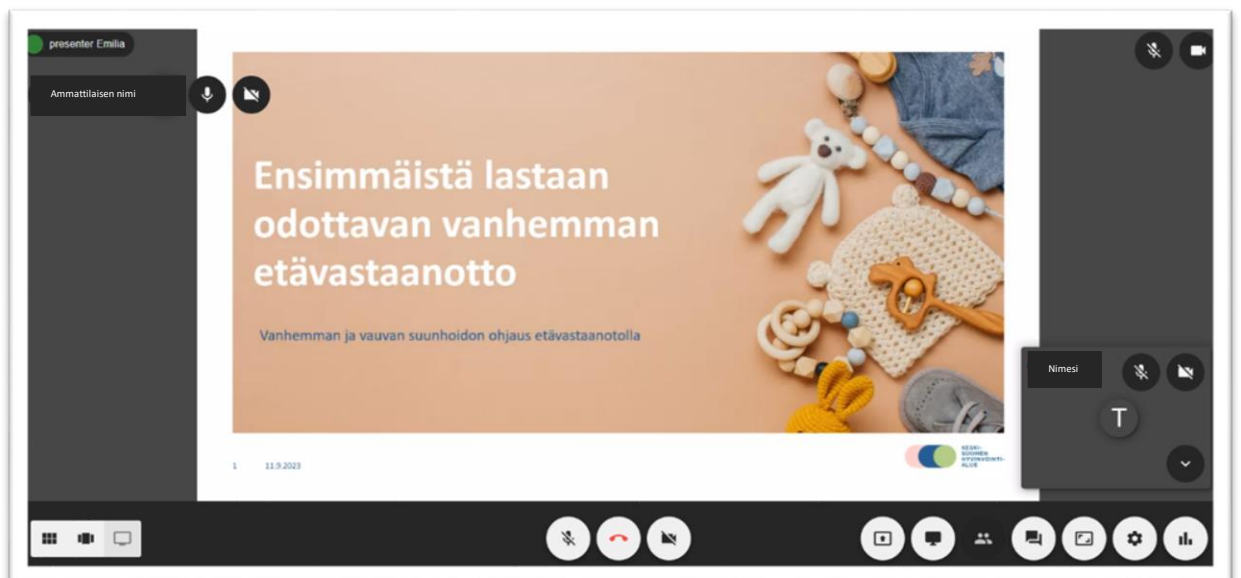 presenter Emilia
Ammattilaisen nimi
Ensimmäistä lastaan
odottavan vanhemman
etävastaanotto
Vanhemman ja vauvan suunhoidon ohjaus etävastaanotolla
Nimesi
T
1 11.9.2023
KESKI-
SUOMEN
HYVINVOINTI-
ALUE